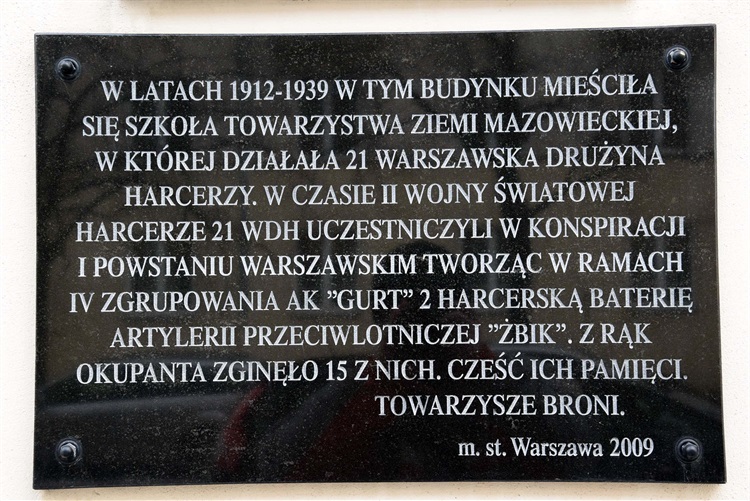 W LATACH 1912-1939 W TYM BUDYNKU MIEŚCIŁA
SIĘ SZKOŁA TOWARZYSTWA ZIEMI MAZOWIECKIEJ,
W KTÓREJ DZIAŁAŁA 21 WARSZAWSKA DRUŻYNA
HARCERZY. W CZASIE II WOJNY ŚWIATOWEJ
HARCERZE 21 WDH UCZESTNICZYLI W KONSPIRACJI
I POWSTANIU WARSZAWSKIM TWORZĄC W RAMACH
IV ZGRUPOWANIA AK ”GURT” 2 HARCERSKĄ BATERIĘ
ARTYLERII PRZECIWLOTNICZEJ ”ŻBIK”. Z RĄK
OKUPANTA ZGINĘŁO 15 Z NICH. CZEŚĆ ICH PAMIĘCI.
TOWARZYSZE BRONI.
m. st. Warszawa 2009